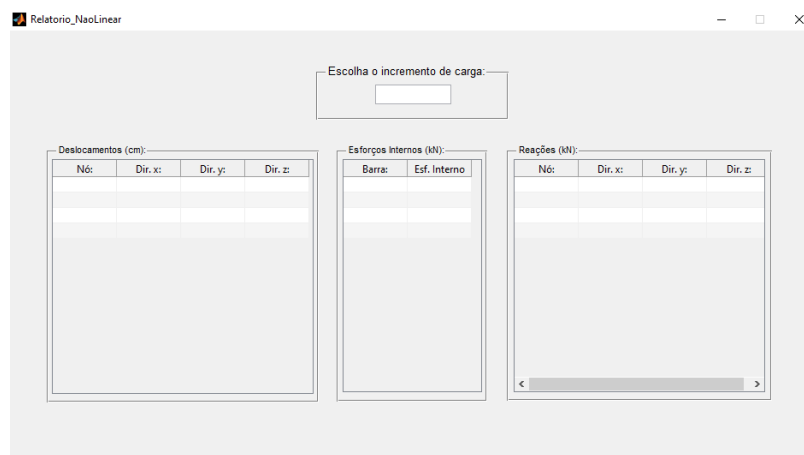 Relatorio_NaoLinear
Escolha o incremento de carga:
Deslocamentos (cm):
Nó: Dir. x: Dir. y: Dir. z:
Esforços Internos (kN):
Barra: Esf. Interno
Reações (kN):
Nó: Dir. x: Dir. y: Dir. z: